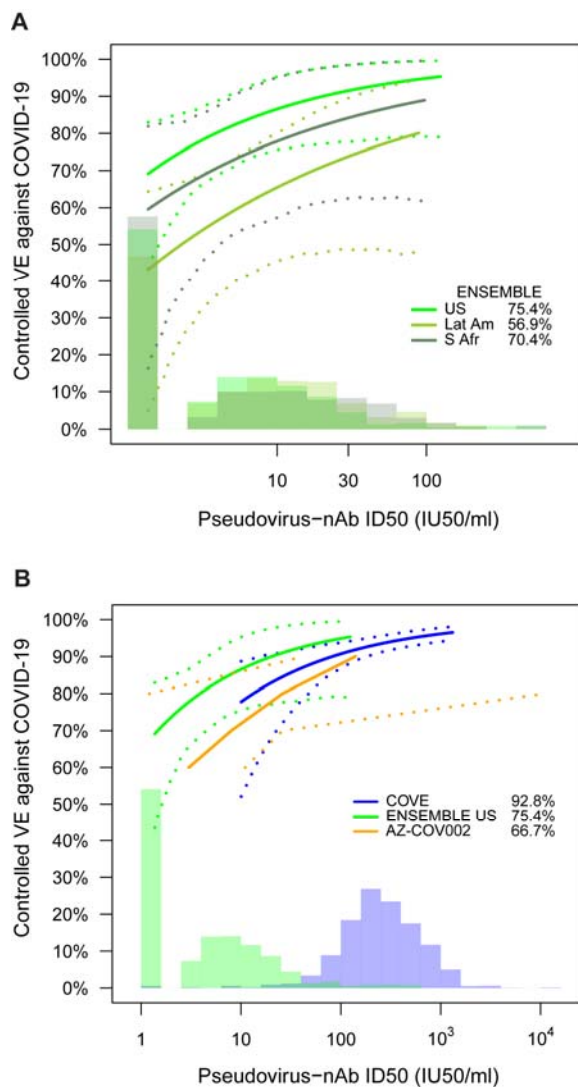 A
Controlled VE against COVID-19
100%
90%
80%
70%
60%
50%
40%
30%
20%
10%
0%
ENSEMBLE
US 75.4%
Lat Am 56.9%
S Afr 70.4%
10 30 100
Pseudovirus-nAb ID50 (IU50/ml)
B
Controlled VE against COVID-19
100%
90%
80%
70%
60%
50%
40%
30%
20%
10%
0%
COVE 92.8%
ENSEMBLE US 75.4%
AZ-COV002 66.7%
1 10 100 10³ 10⁴
Pseudovirus-nAb ID50 (IU50/ml)